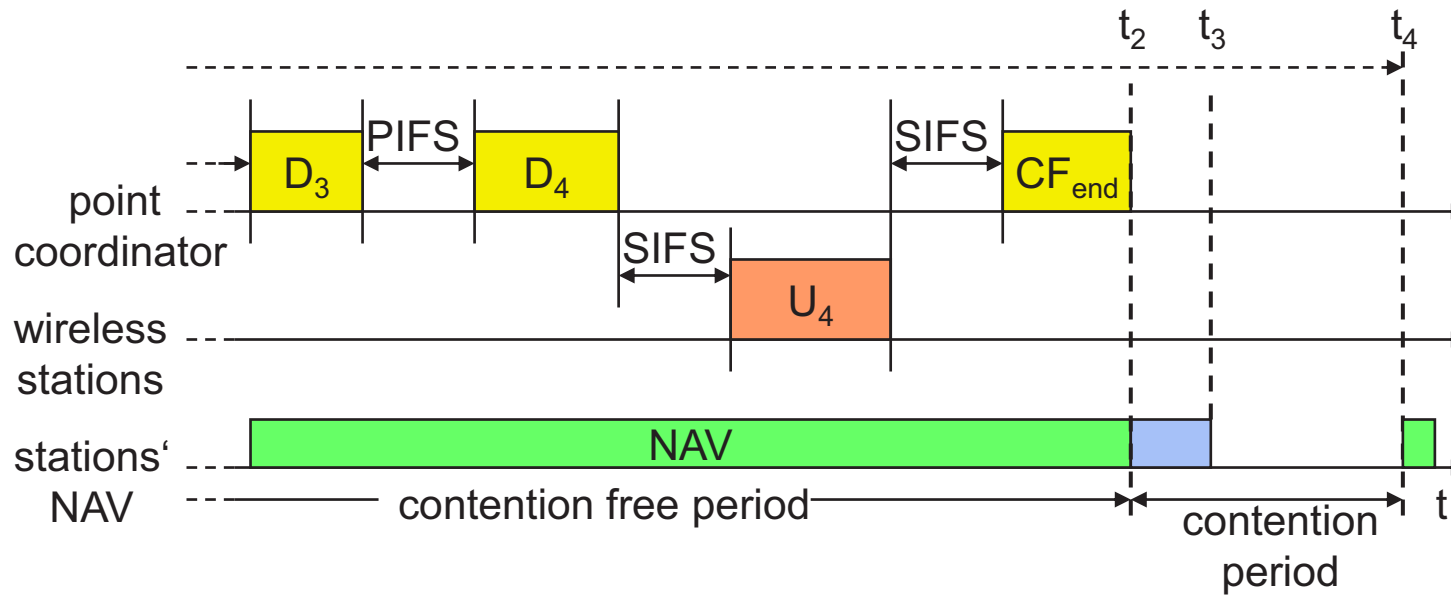 t2 t3 t4
PIFS SIFS
D3 D4 CFend
point
coordinator
SIFS
U4
wireless
stations
NAV
stations‘
NAV
contention free period
t
contention
period